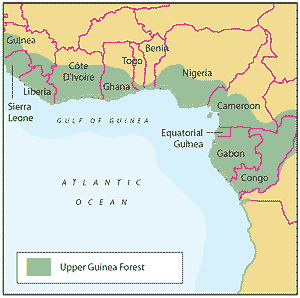 Guinea
Côte
D'Ivoire
Togo
Benin
Nigeria
Liberia
Ghana
Sierra
Leone
Cameroon
GULF OF GUINEA
Equatorial
Guinea
Gabon
Congo
ATLANTIC
OCEAN
Upper Guinea Forest